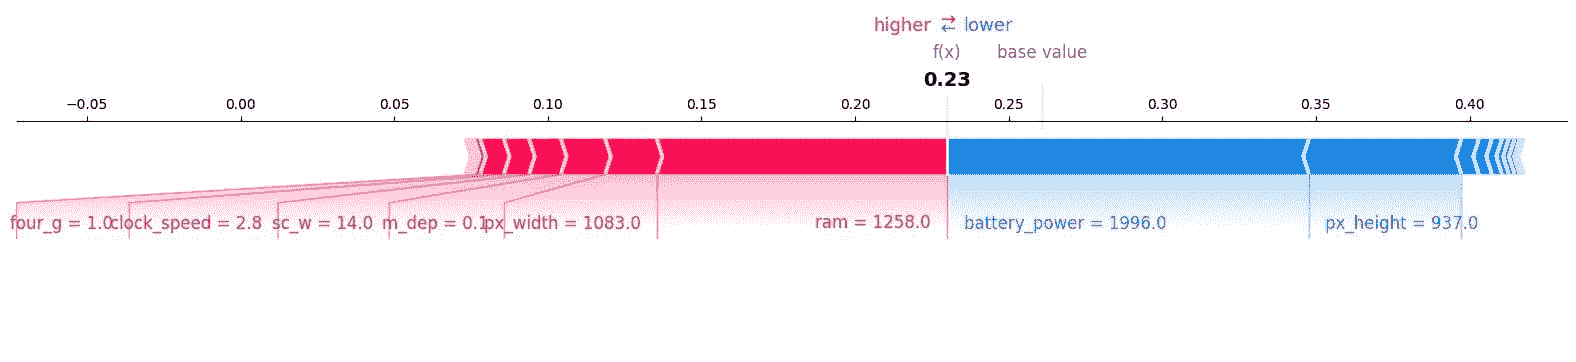 higher ⇄ lower
f(x) base value
0.23
−0.05 0.00 0.05 0.10 0.15 0.20 0.25 0.30 0.35 0.40
four_g = 1.0 clock_speed = 2.8 sc_w = 14.0 m_dep = 0.1 px_width = 1083.0 ram = 1258.0 battery_power = 1996.0 px_height = 937.0